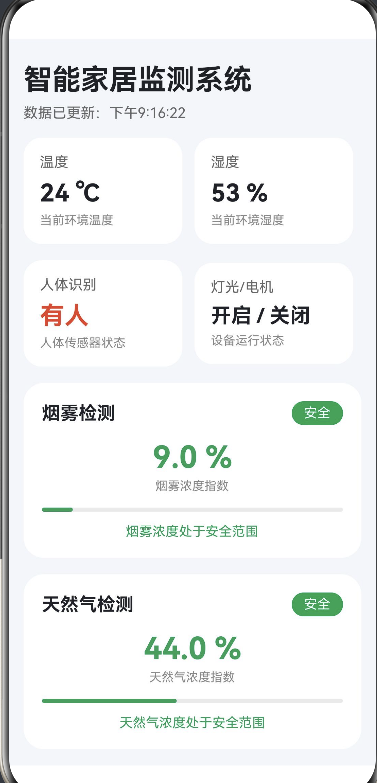 智能家居监测系统
数据已更新：下午9:16:22
温度
24 ℃
当前环境温度
湿度
53 %
当前环境湿度
人体识别
有人
人体传感器状态
灯光/电机
开启 / 关闭
设备运行状态
烟雾检测
安全
9.0 %
烟雾浓度指数
烟雾浓度处于安全范围
天然气检测
安全
44.0 %
天然气浓度指数
天然气浓度处于安全范围